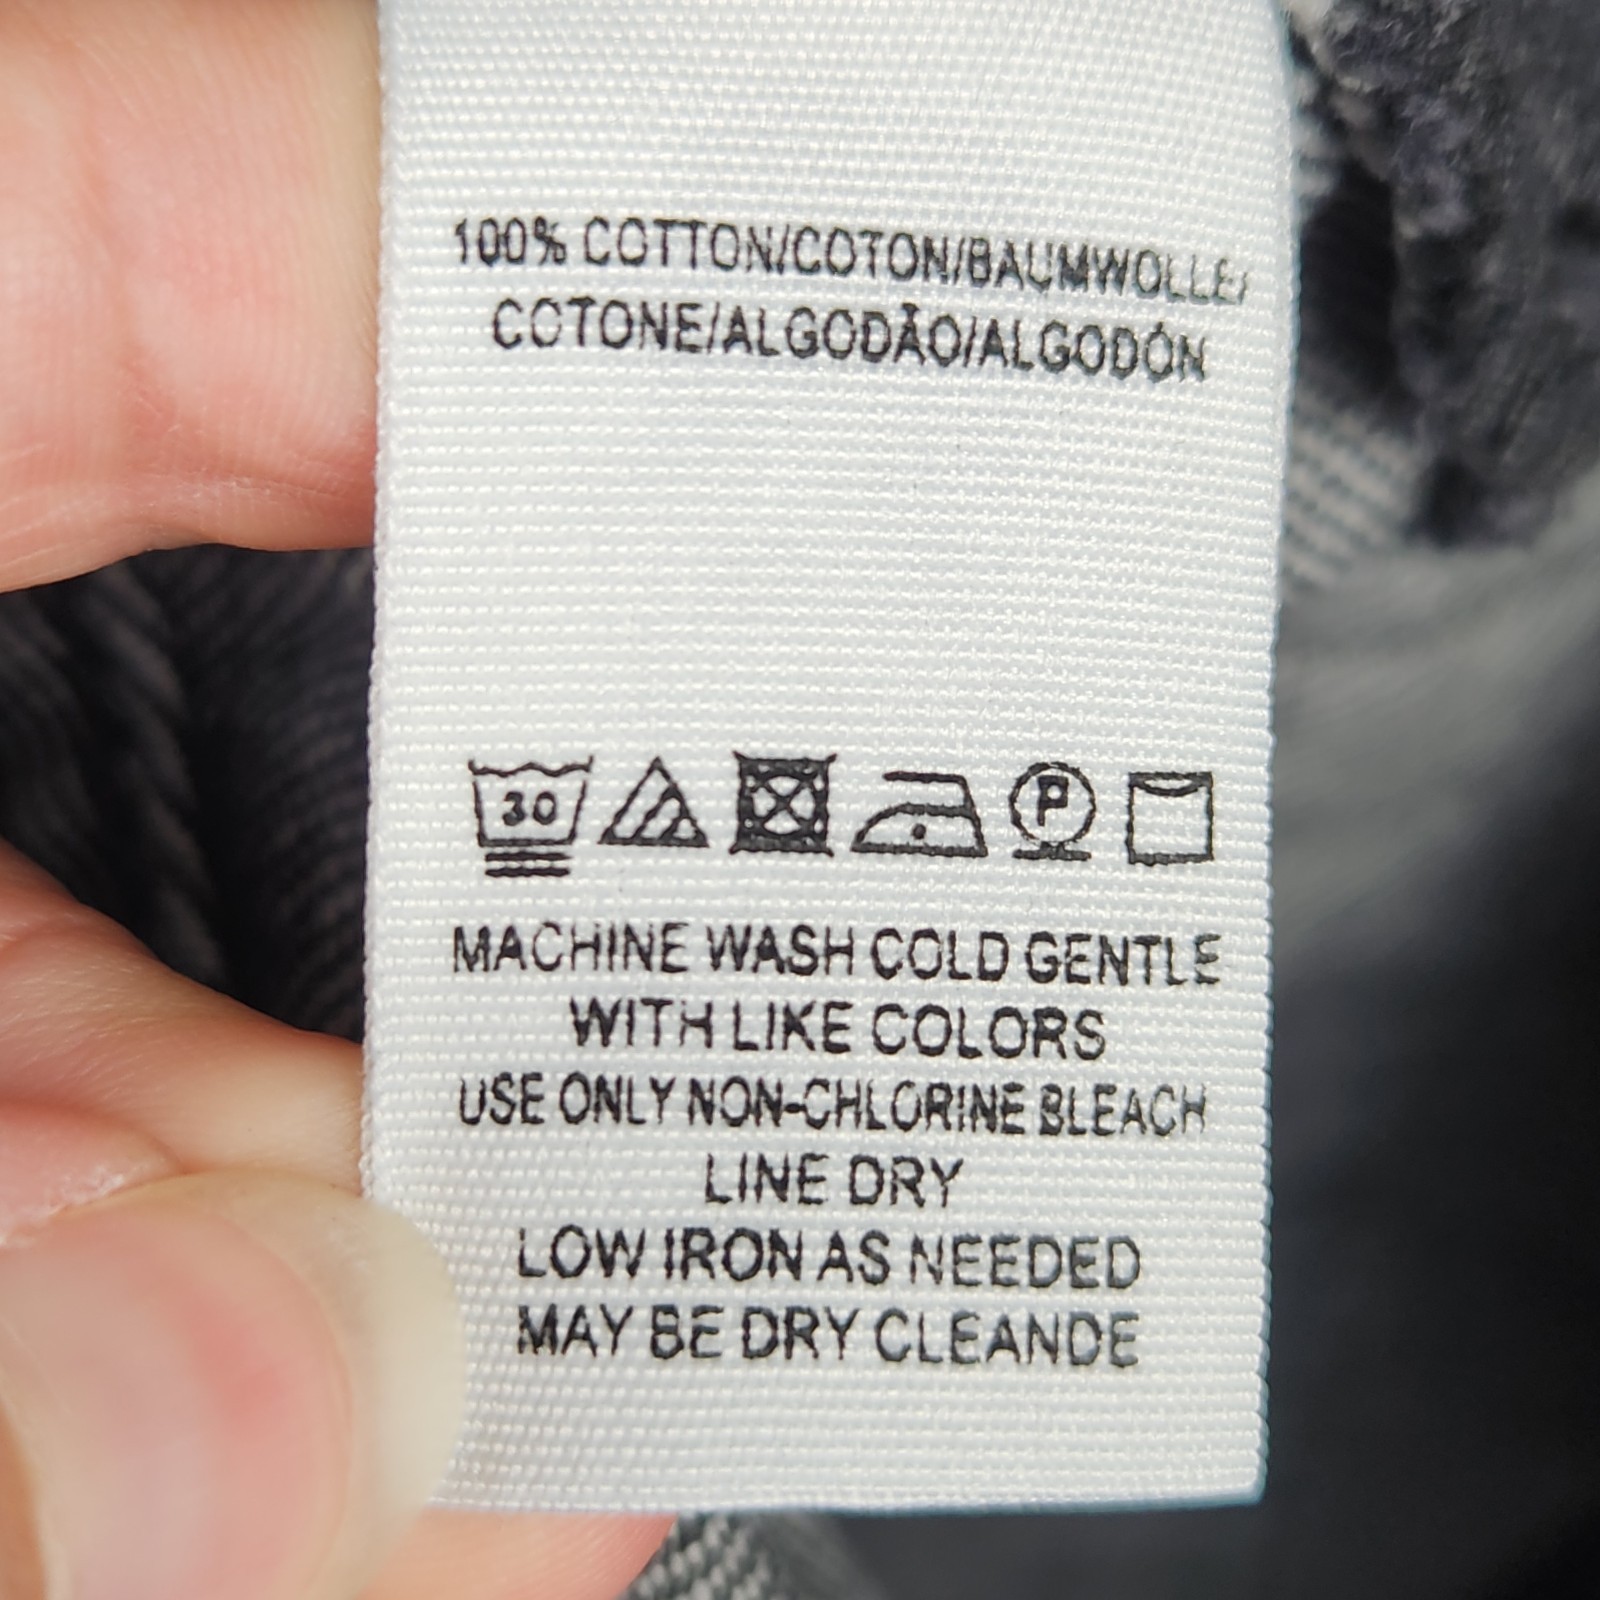 100% COTTON/COTON/BAUMWOLLE/
COTONE/ALGODÃO/ALGODÓN
30 P
MACHINE WASH COLD GENTLE
WITH LIKE COLORS
USE ONLY NON-CHLORINE BLEACH
LINE DRY
LOW IRON AS NEEDED
MAY BE DRY CLEANDE